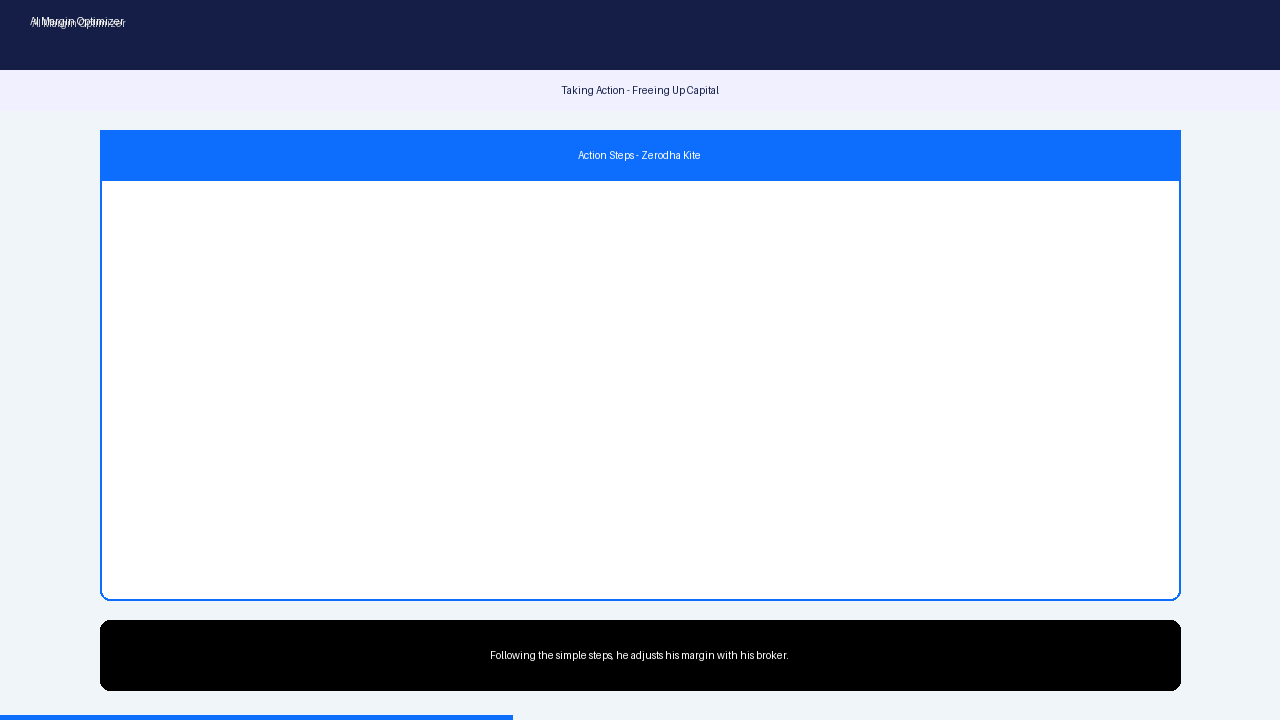 AI Margin Optimizer
Taking Action - Freeing Up Capital
Action Steps - Zerodha Kite
Following the simple steps, he adjusts his margin with his broker.